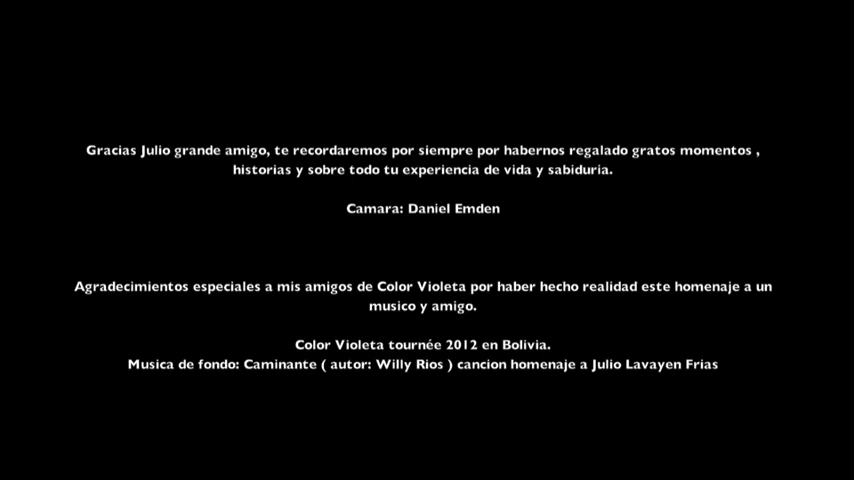 Gracias Julio grande amigo, te recordaremos por siempre por habernos regalado gratos momentos ,
historias y sobre todo tu experiencia de vida y sabiduria.
Camara: Daniel Emden
Agradecimientos especiales a mis amigos de Color Violeta por haber hecho realidad este homenaje a un
musico y amigo.
Color Violeta tournée 2012 en Bolivia.
Musica de fondo: Caminante ( autor: Willy Rios ) cancion homenaje a Julio Lavayen Frias